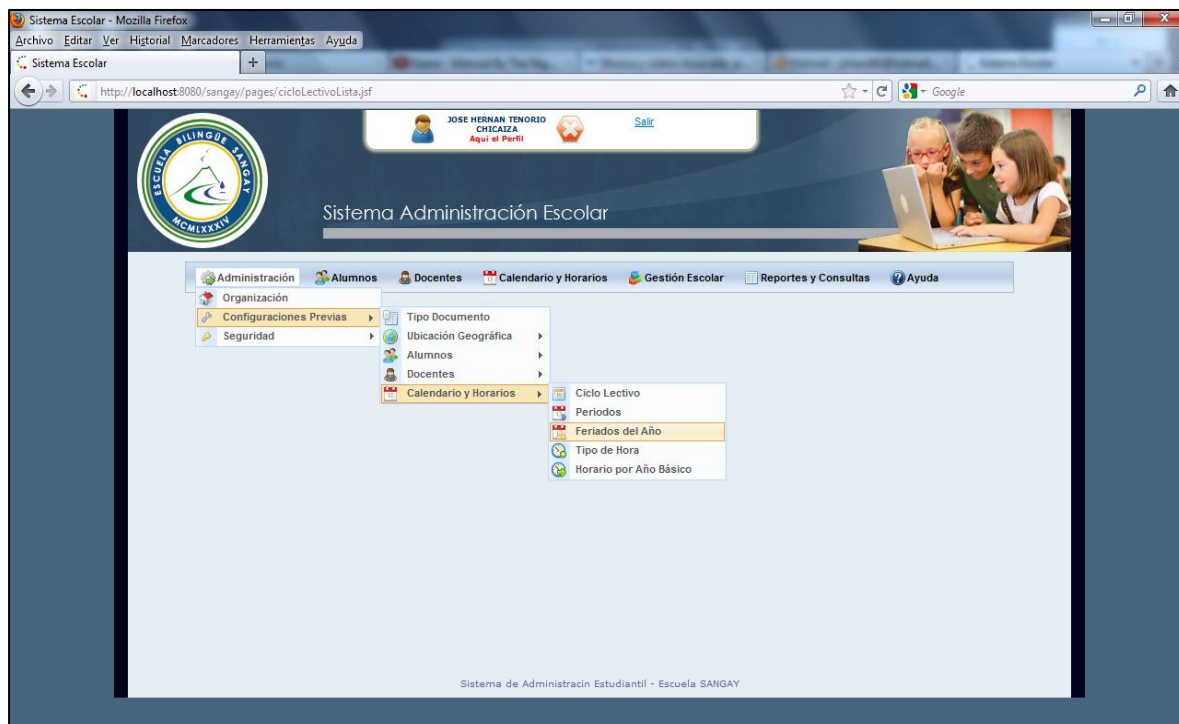 Sistema Escolar - Mozilla Firefox
Archivo Editar Ver Historial Marcadores Herramientas Ayuda
Sistema Escolar
http://localhost:8080/sangay/pages/cicloLectivoLista.jsf
Google
ESCUELA BILINGÜE SANGAY
MCMLXXXIV
JOSE HERNAN TENORIO
CHICAIZA
Aqui el Perfil
Salir
Sistema Administración Escolar
Administración Alumnos Docentes Calendario y Horarios Gestión Escolar Reportes y Consultas Ayuda
Organización
Configuraciones Previas
Seguridad
Tipo Documento
Ubicación Geográfica
Alumnos
Docentes
Calendario y Horarios
Ciclo Lectivo
Periodos
Feriados del Año
Tipo de Hora
Horario por Año Básico
Sistema de Administracin Estudiantil - Escuela SANGAY